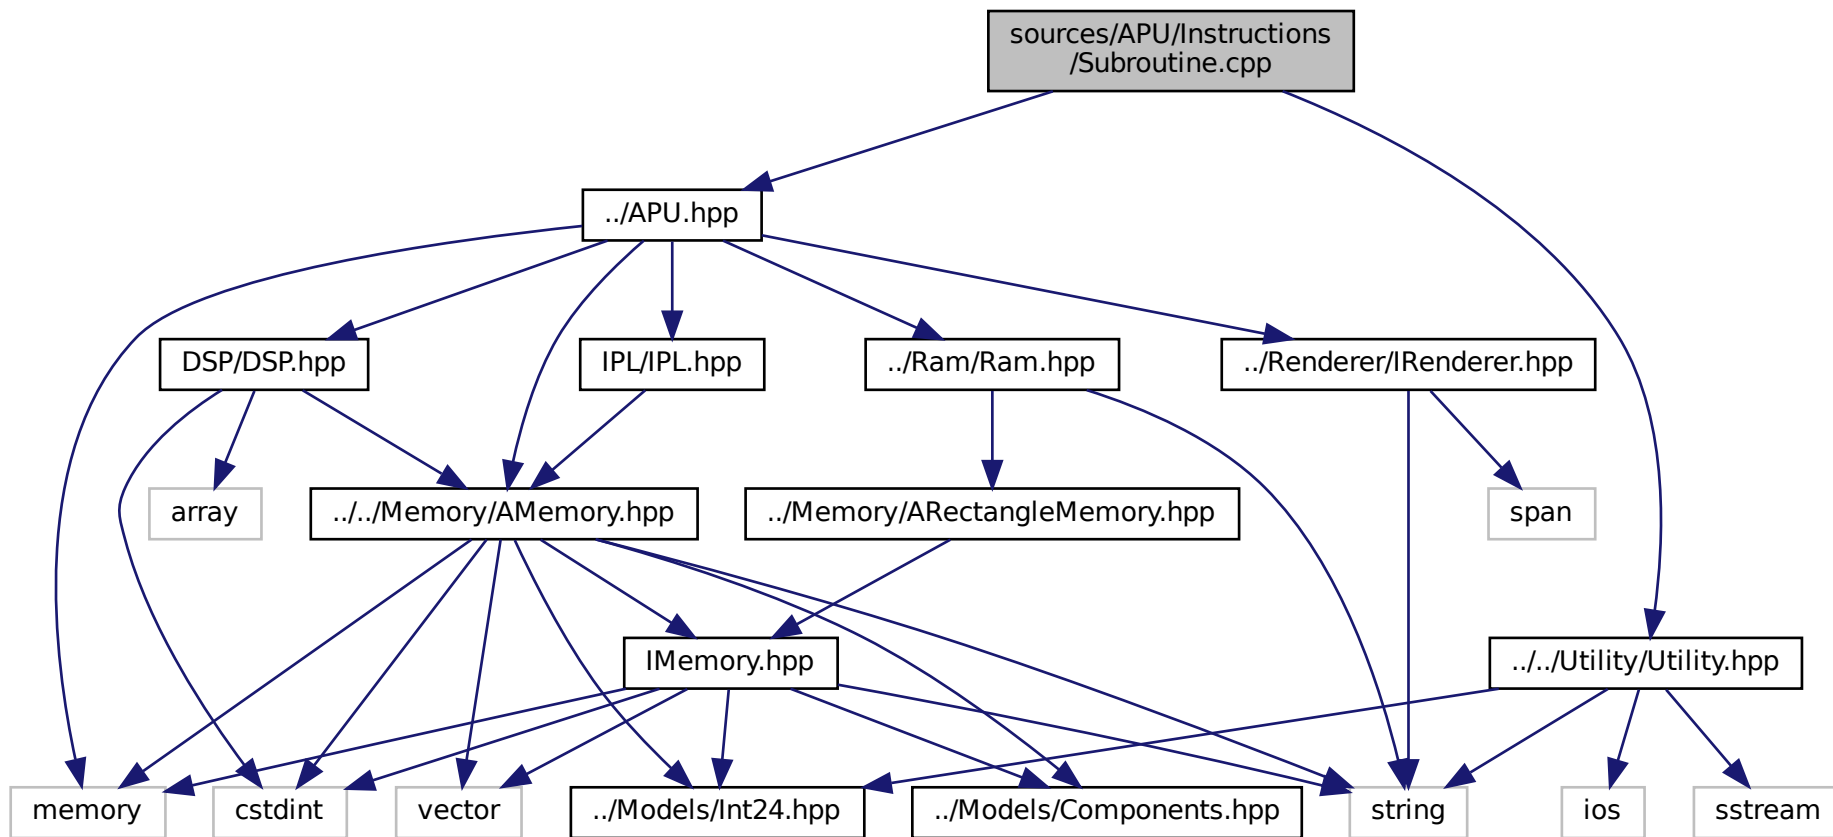 sources/APU/Instructions
/Subroutine.cpp
../APU.hpp
DSP/DSP.hpp
IPL/IPL.hpp
../Ram/Ram.hpp
../Renderer/IRenderer.hpp
array
../../Memory/AMemory.hpp
../Memory/ARectangleMemory.hpp
span
IMemory.hpp
../../Utility/Utility.hpp
memory
cstdint
vector
../Models/Int24.hpp
../Models/Components.hpp
string
ios
sstream